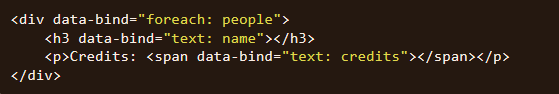 <div data-bind="foreach: people">
    <h3 data-bind="text: name"></h3>
    <p>Credits: <span data-bind="text: credits"></span></p>
</div>